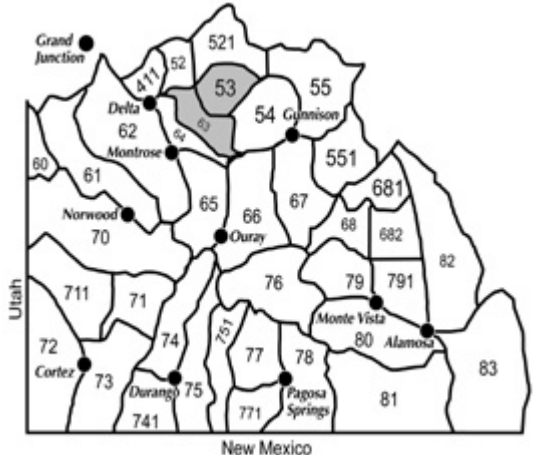 521
Grand
Junction
52
411
53
55
Delta
54
Gunnison
62
64
63
Montrose
551
60
61
681
67
65
66
Norwood
68
682
70
Ouray
82
76
79
791
711
71
Utah
Monte Vista
74
751
80
Alamosa
72
77
78
83
Cortez
73
Durango
75
Pagosa
Springs
81
771
741
New Mexico